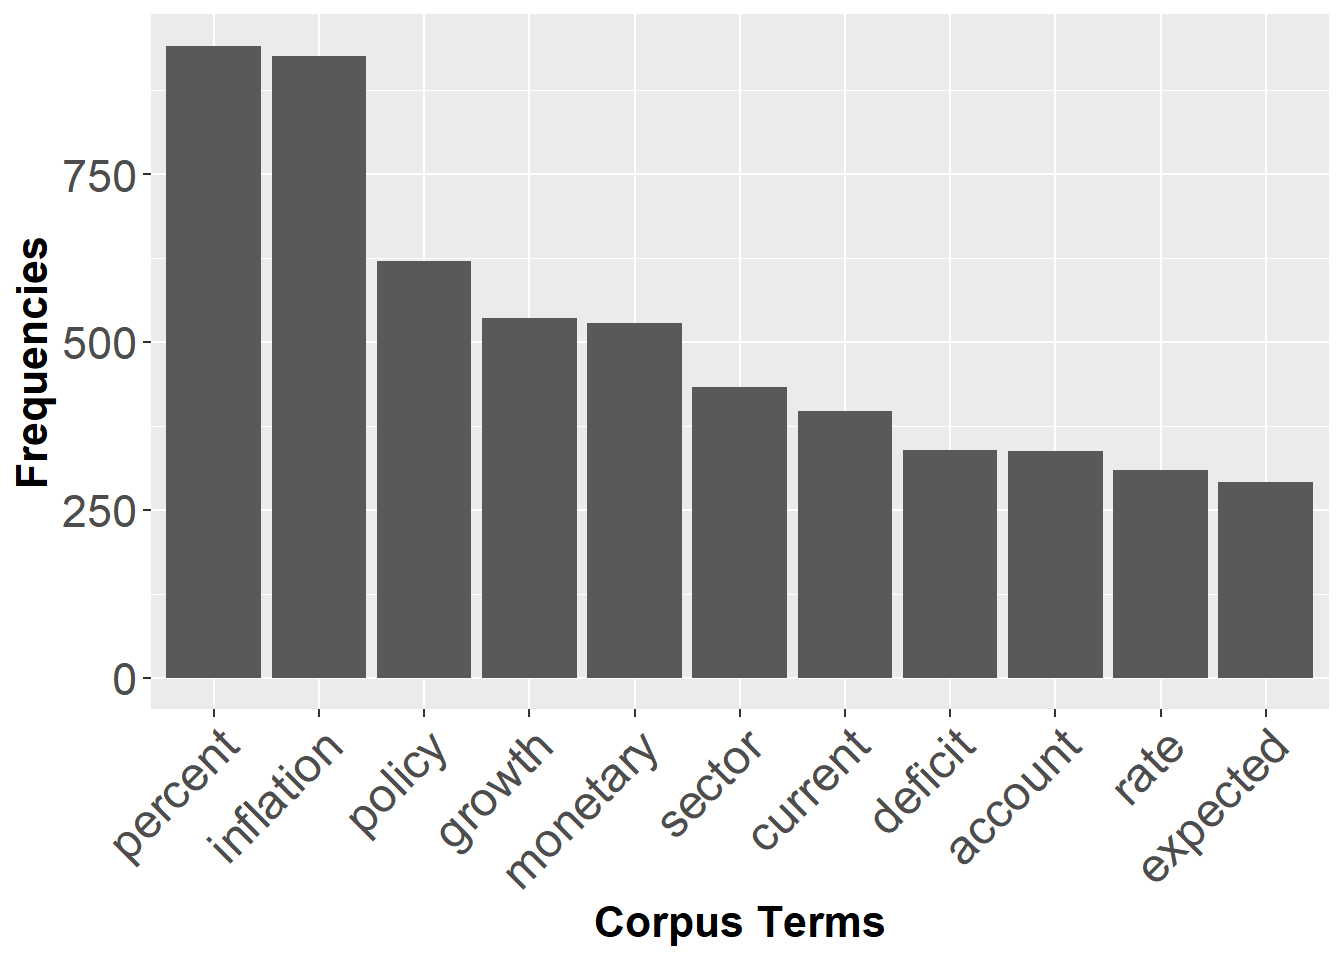 Frequencies
750
500
250
0
percent
inflation
policy
growth
monetary
sector
current
deficit
account
rate
expected
Corpus Terms